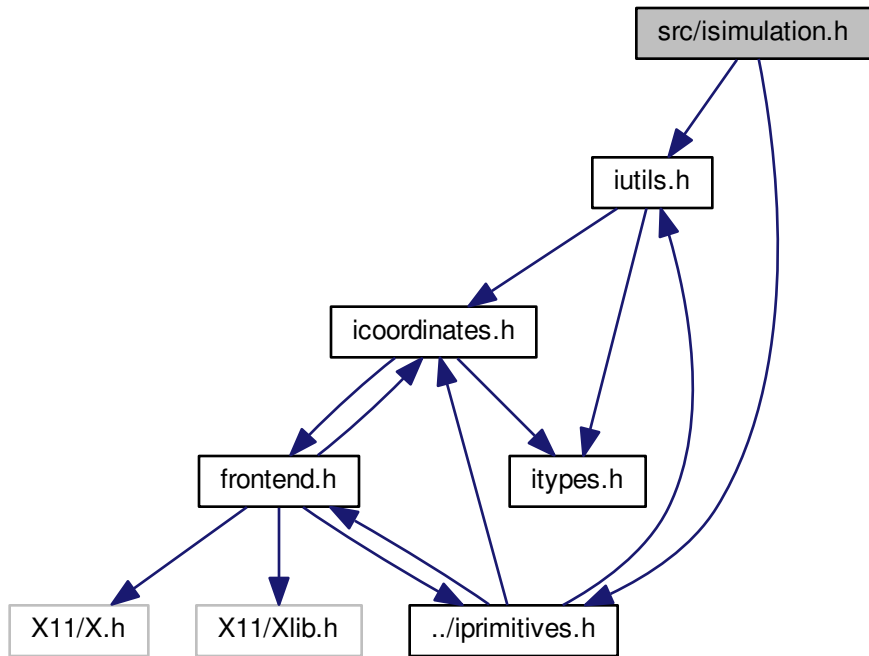 src/isimulation.h
iutils.h
icoordinates.h
frontend.h
itypes.h
X11/X.h
X11/Xlib.h
../iprimitives.h